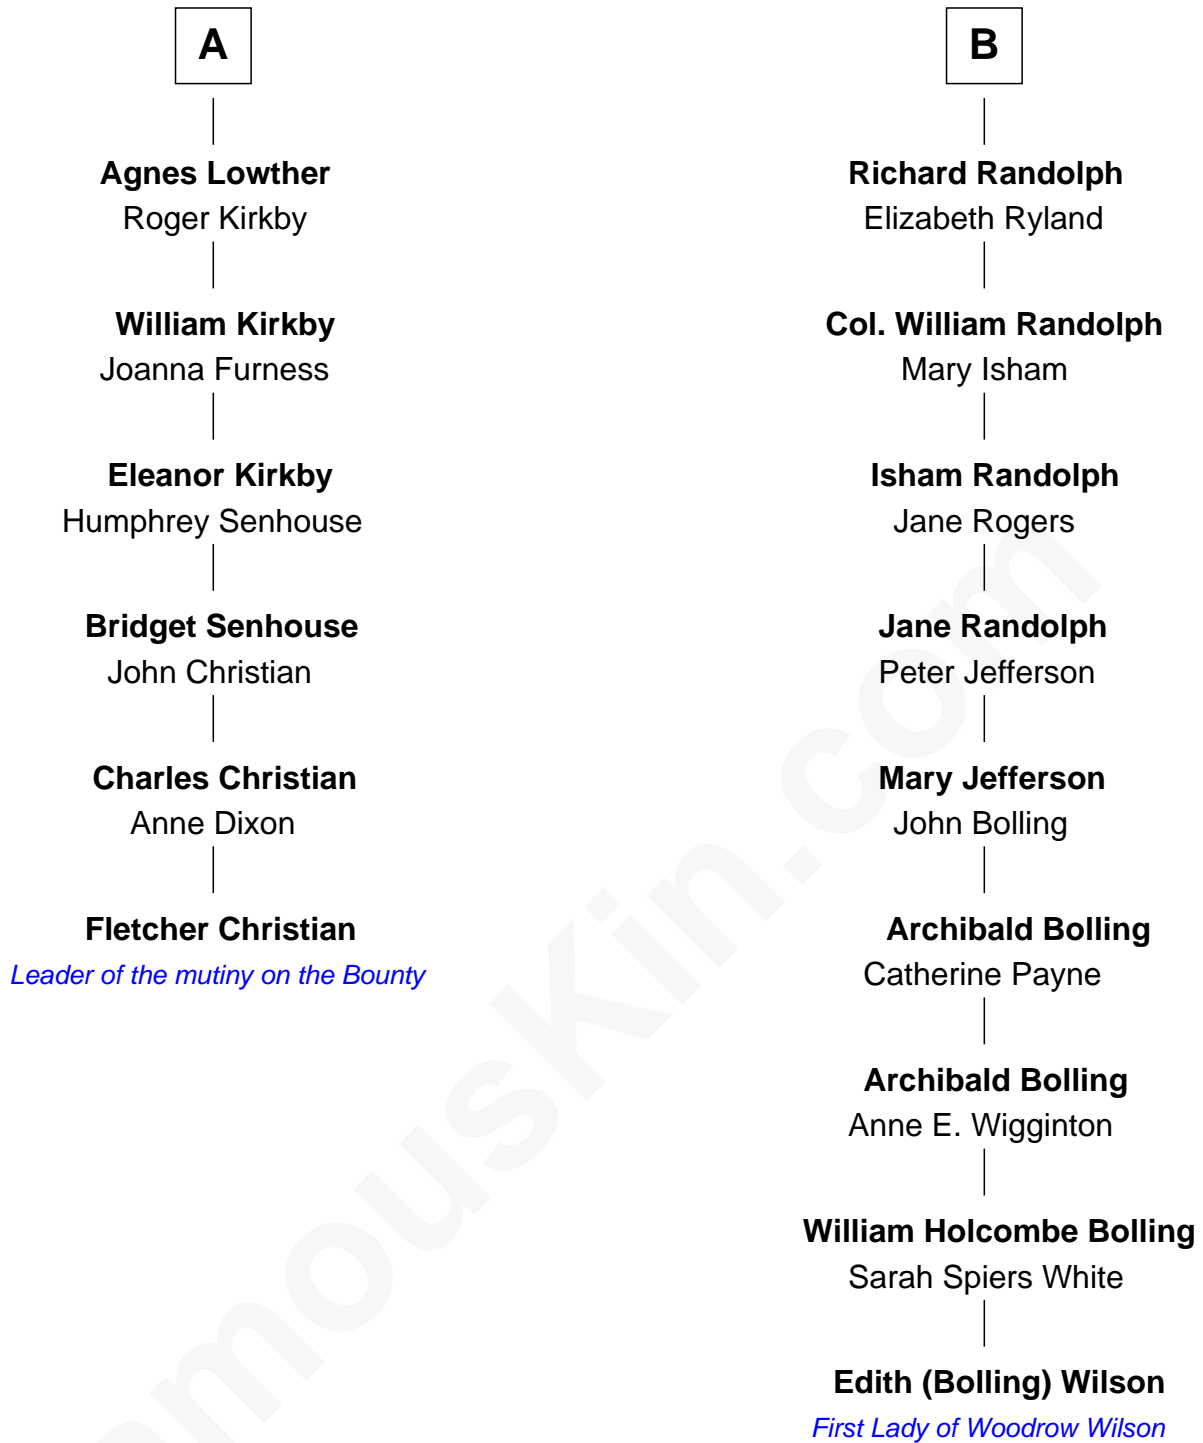 A
Agnes Lowther
Roger Kirkby
William Kirkby
Joanna Furness
Eleanor Kirkby
Humphrey Senhouse
Bridget Senhouse
John Christian
Charles Christian
Anne Dixon
Fletcher Christian
Leader of the mutiny on the Bounty
B
Richard Randolph
Elizabeth Ryland
Col. William Randolph
Mary Isham
Isham Randolph
Jane Rogers
Jane Randolph
Peter Jefferson
Mary Jefferson
John Bolling
Archibald Bolling
Catherine Payne
Archibald Bolling
Anne E. Wigginton
William Holcombe Bolling
Sarah Spiers White
Edith (Bolling) Wilson
First Lady of Woodrow Wilson
amouskin.com